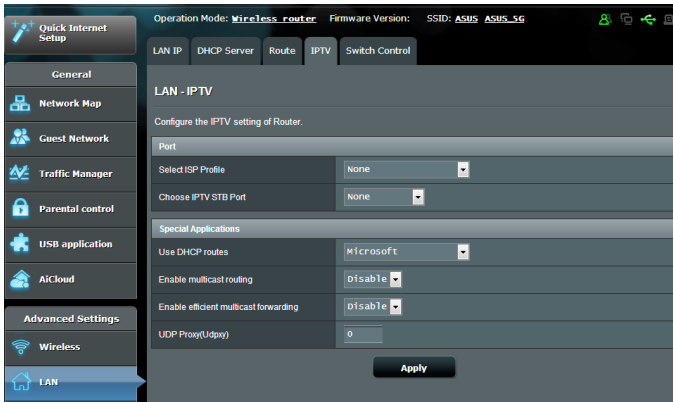 Quick Internet
Setup
Operation Mode: Wireless router Firmware Version: SSID: ASUS ASUS_5G
LAN IP DHCP Server Route IPTV Switch Control
General
Network Map
Guest Network
Traffic Manager
Parental control
USB application
AiCloud
Advanced Settings
Wireless
LAN
LAN - IPTV
Configure the IPTV setting of Router.
Port
Select ISP Profile None
Choose IPTV STB Port None
Special Applications
Use DHCP routes Microsoft
Enable multicast routing Disable
Enable efficient multicast forwarding Disable
UDP Proxy(Udpxy) 0
Apply